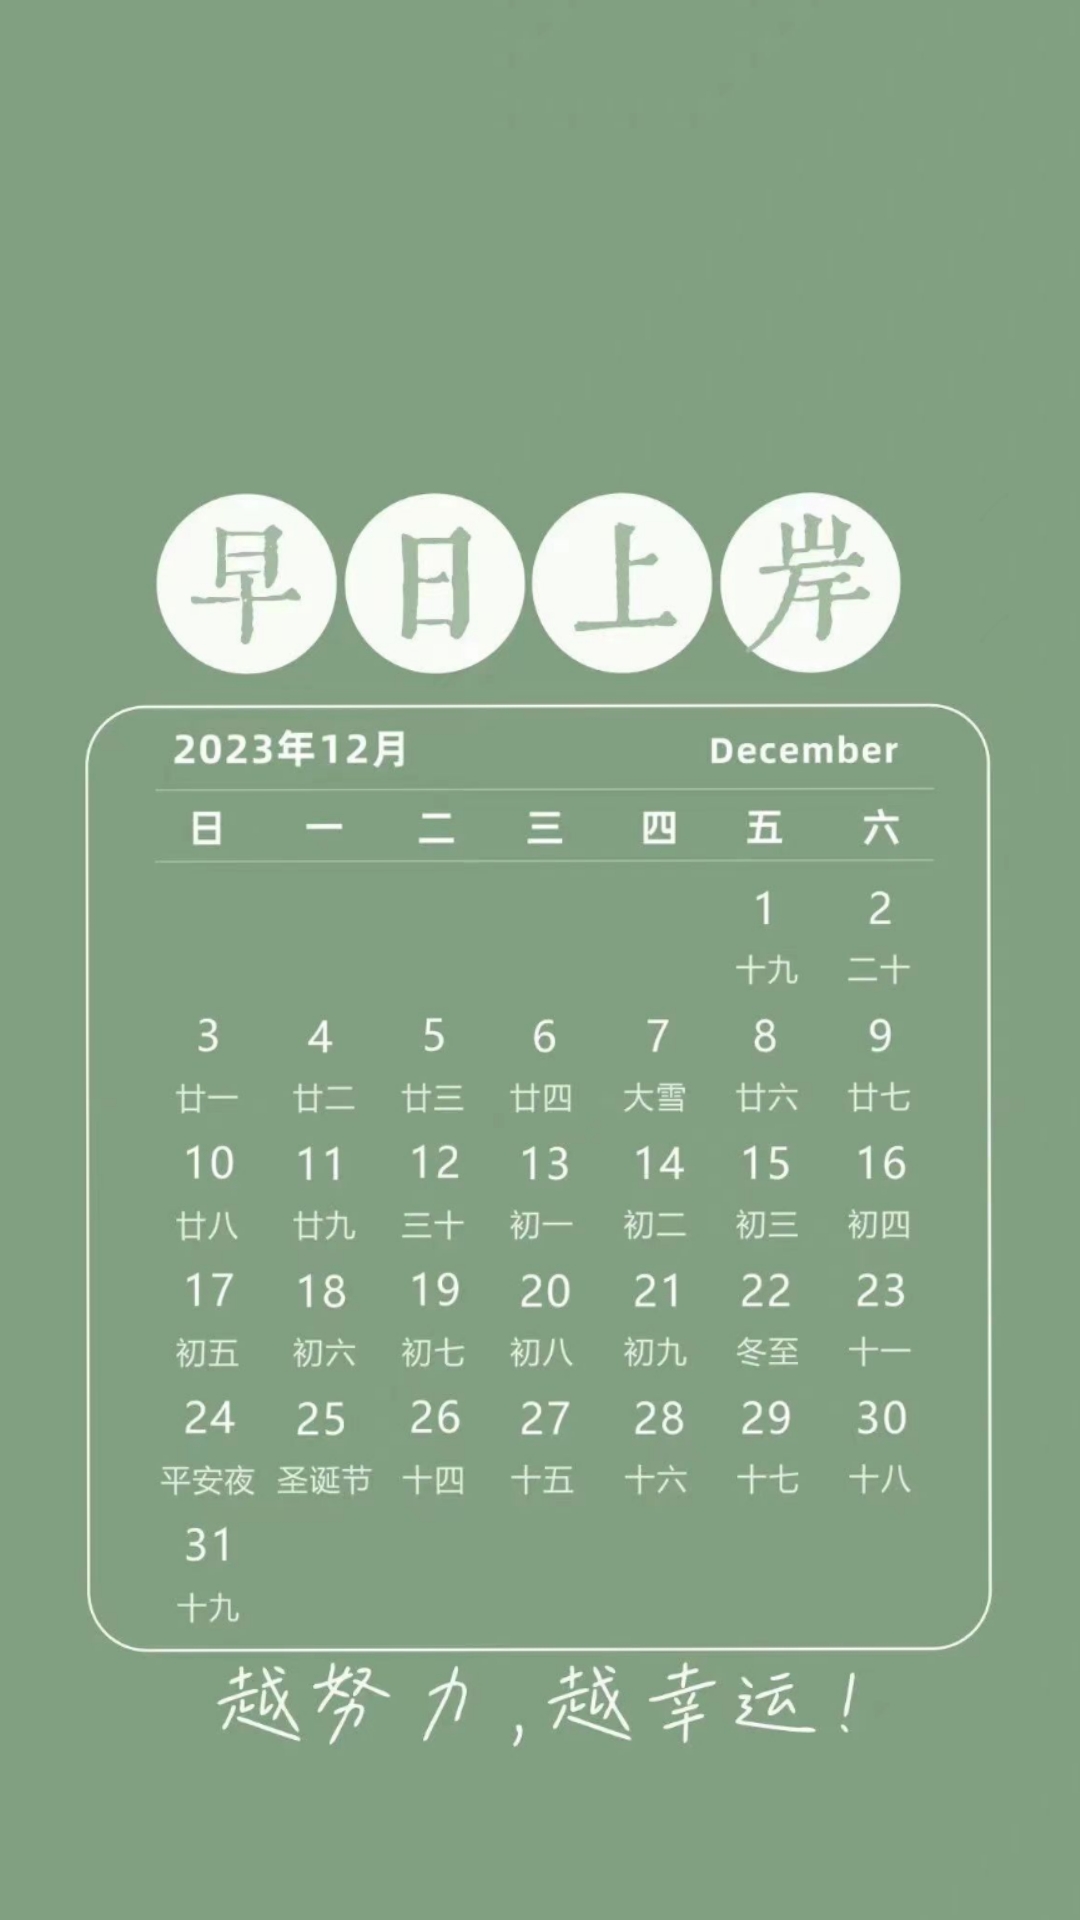 早日上岸
2023年12月 December
日 一 二 三 四 五 六
1 2
十九 二十
3 4 5 6 7 8 9
廿一 廿二 廿三 廿四 大雪 廿六 廿七
10 11 12 13 14 15 16
廿八 廿九 三十 初一 初二 初三 初四
17 18 19 20 21 22 23
初五 初六 初七 初八 初九 冬至 十一
24 25 26 27 28 29 30
平安夜 圣诞节 十四 十五 十六 十七 十八
31
十九
越努力,越幸运!